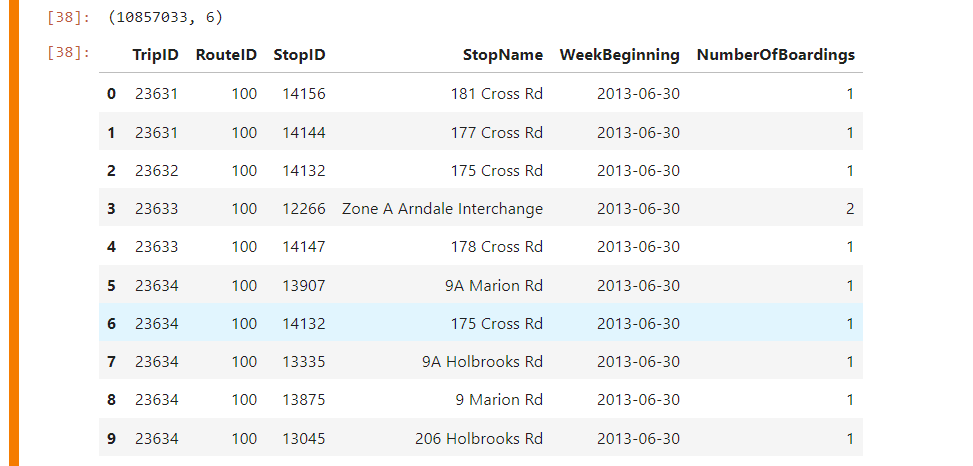 [38]: (10857033, 6)
[38]:
TripID RouteID StopID StopName WeekBeginning NumberOfBoardings
0 23631 100 14156 181 Cross Rd 2013-06-30 1
1 23631 100 14144 177 Cross Rd 2013-06-30 1
2 23632 100 14132 175 Cross Rd 2013-06-30 1
3 23633 100 12266 Zone A Arndale Interchange 2013-06-30 2
4 23633 100 14147 178 Cross Rd 2013-06-30 1
5 23634 100 13907 9A Marion Rd 2013-06-30 1
6 23634 100 14132 175 Cross Rd 2013-06-30 1
7 23634 100 13335 9A Holbrooks Rd 2013-06-30 1
8 23634 100 13875 9 Marion Rd 2013-06-30 1
9 23634 100 13045 206 Holbrooks Rd 2013-06-30 1